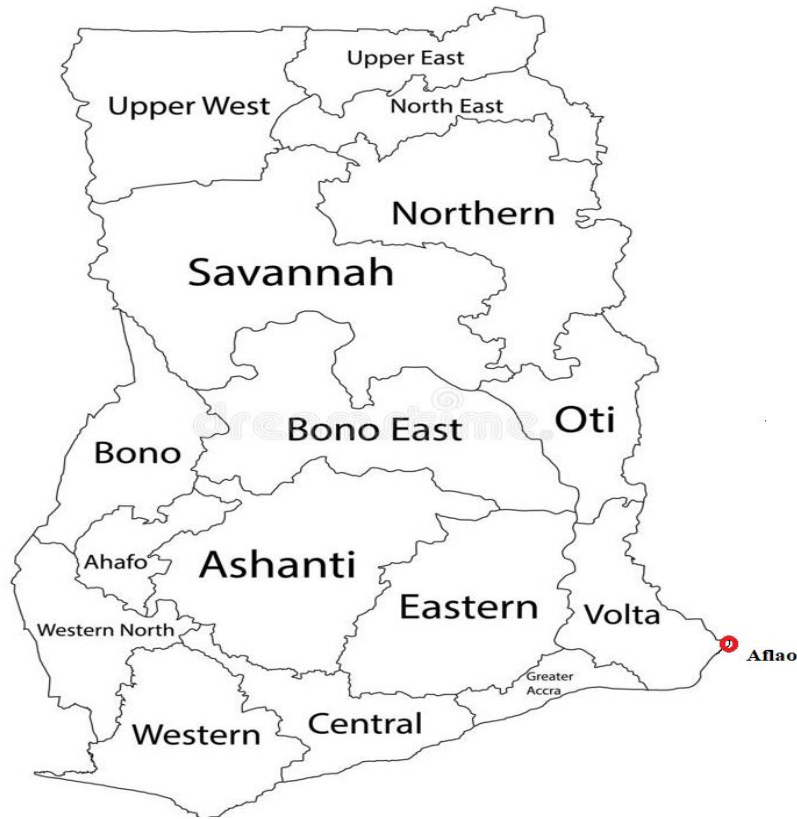 Upper East
Upper West
North East
Northern
Savannah
dreamstime.
Bono East
Oti
Bono
Ahafo
Ashanti
Eastern
Volta
Western North
Aflao
Greater
Accra
Central
Western